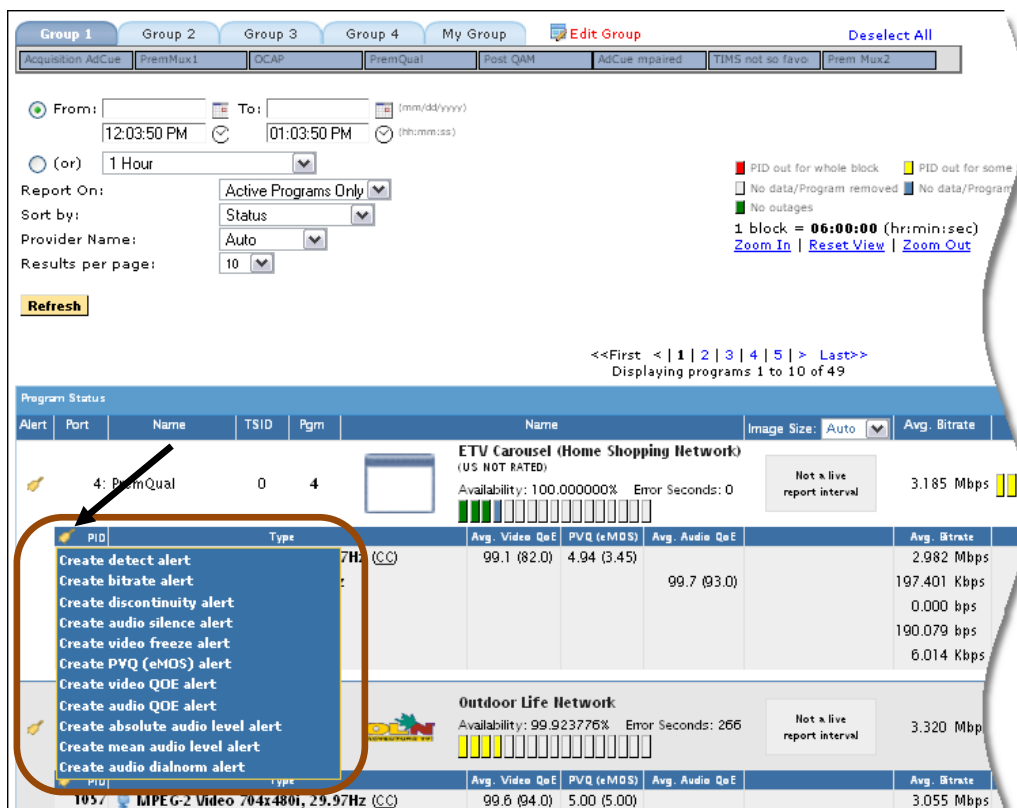 Group 1 Group 2 Group 3 Group 4 My Group Edit Group Deselect All
Acquisition AdCue PremMux1 OCAP PremQual Post QAM AdCue mpaired TIMS not so favo Prem Mux2
From: To: (mm/dd/yyyy)
12:03:50 PM 01:03:50 PM (hh:mm:ss)
(or) 1 Hour
PID out for whole block PID out for some
Report On: Active Programs Only No data/Program removed No data/Program
Sort by: Status No outages
Provider Name: Auto 1 block = 06:00:00 (hr:min:sec)
Zoom In | Reset View | Zoom Out
Results per page: 10
Refresh
<<First < | 1 | 2 | 3 | 4 | 5 | > Last>>
Displaying programs 1 to 10 of 49
Program Status
Alert Port Name TSID Pgm Name Image Size: Auto Avg. Bitrate
ETV Carousel (Home Shopping Network)
(US NOT RATED)
4: PremQual 0 4 Availability: 100.000000% Error Seconds: 0 Not a live report interval 3.185 Mbps
PID Type Avg. Video QoE PVQ (eMOS) Avg. Audio QoE Avg. Bitrate
Create detect alert 7Hz (CC) 99.1 (82.0) 4.94 (3.45) 2.982 Mbps
Create bitrate alert 99.7 (93.0) 197.401 Kbps
Create discontinuity alert 0.000 bps
Create audio silence alert 190.079 bps
Create video freeze alert 6.014 Kbps
Create PVQ (eMOS) alert
Create video QOE alert
Create audio QOE alert Outdoor Life Network
Create absolute audio level alert Availability: 99.923776% Error Seconds: 266 Not a live report interval 3.320 Mbp
Create mean audio level alert
Create audio dialnorm alert
PID Type Avg. Video QoE PVQ (eMOS) Avg. Audio QoE Avg. Bitrate
1057 MPEG-2 Video 704x480i, 29.97Hz (CC) 99.6 (94.0) 5.00 (5.00) 3.055 Mbps